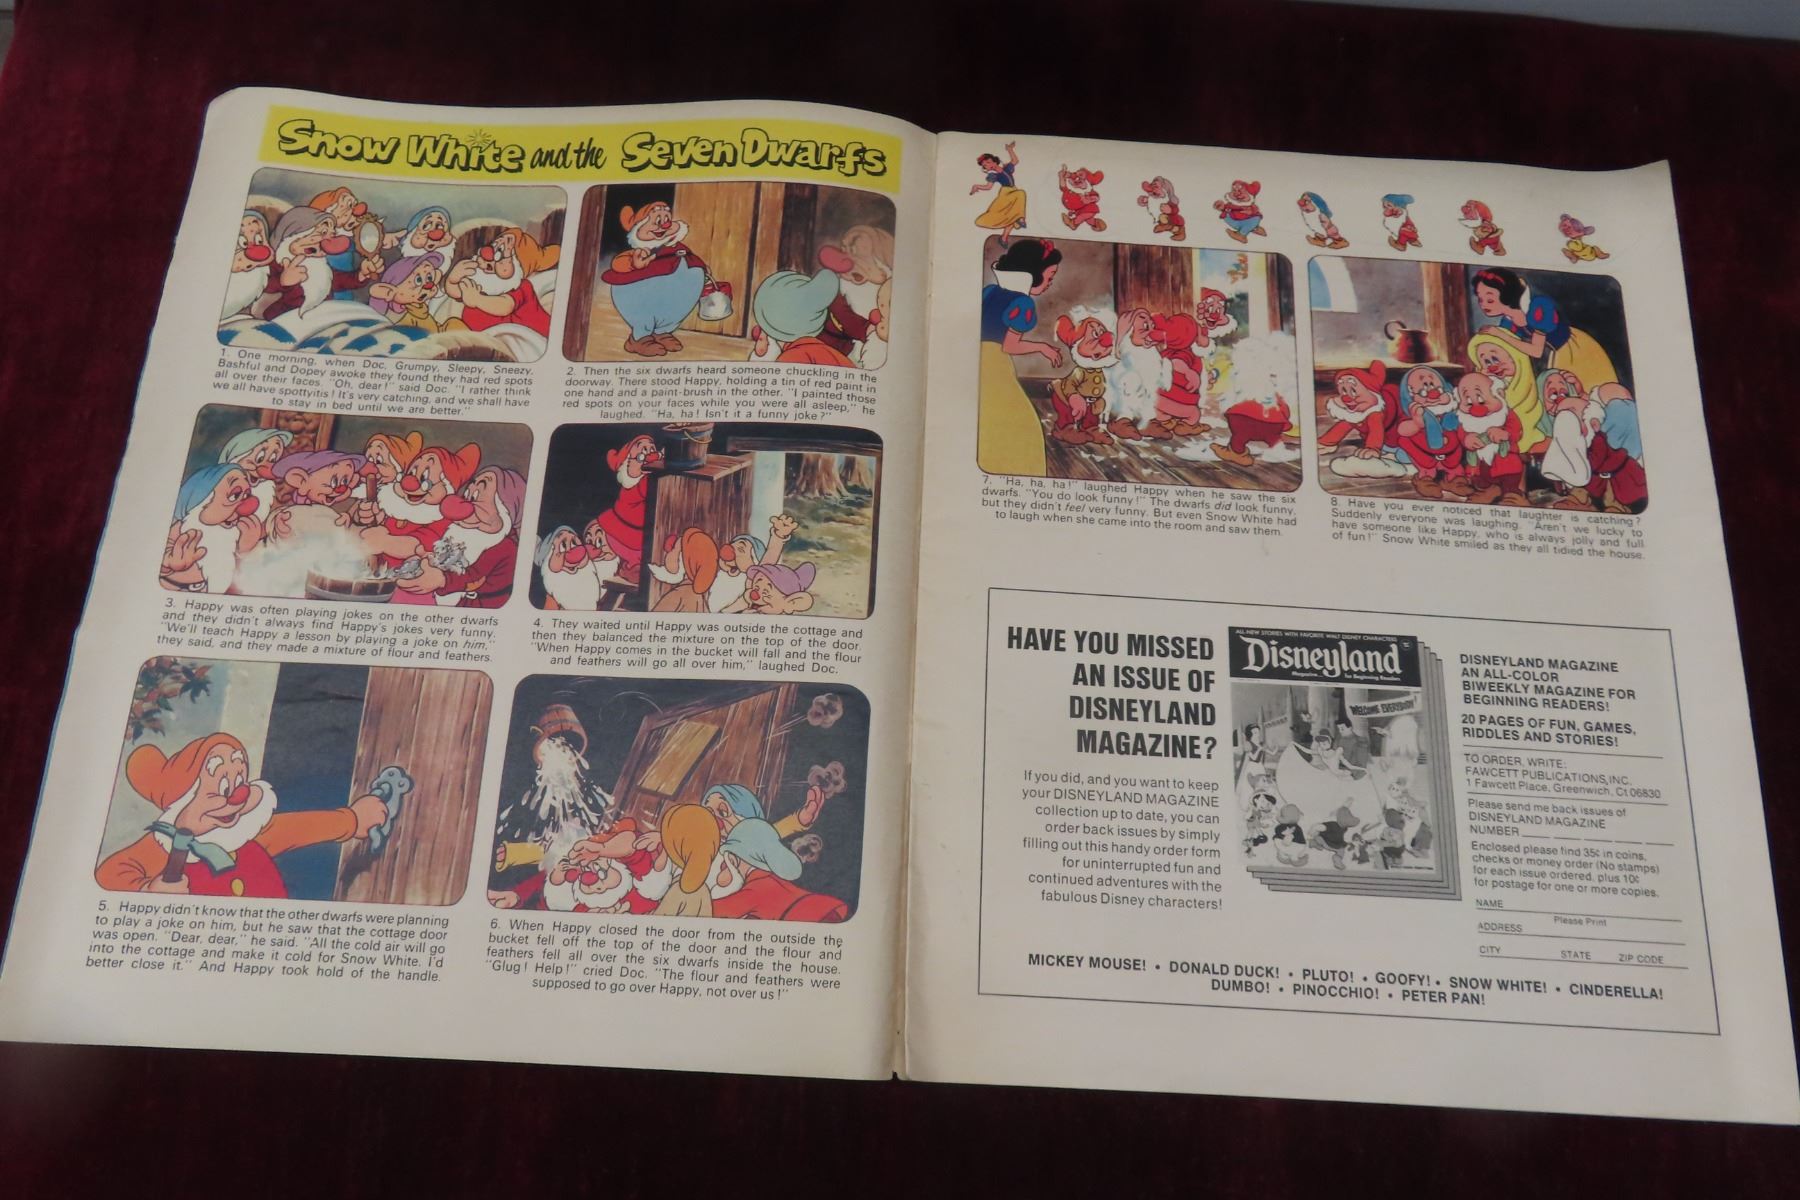 Snow White and the Seven Dwarfs
1. One morning, when Doc, Grumpy, Sleepy, Sneezy,
Bashful and Dopey awoke they found they had red spots
all over their faces. "Oh, dear!" said Doc. "I rather think
we all have spottyitis! It's very catching, and we shall have
to stay in bed until we are better."
2. Then the six dwarfs heard someone chuckling in the
doorway. There stood Happy, holding a tin of red paint in
one hand and a paint-brush in the other. "I painted those
red spots on your faces while you were all asleep," he
laughed. "Ha, ha! Isn't it a funny joke?"
3. Happy was often playing jokes on the other dwarfs
and they didn't always find Happy's jokes very funny.
"We'll teach Happy a lesson by playing a joke on him,"
they said, and they made a mixture of flour and feathers.
4. They waited until Happy was outside the cottage and
then they balanced the mixture on the top of the door.
"When Happy comes in the bucket will fall and the flour
and feathers will go all over him," laughed Doc.
5. Happy didn't know that the other dwarfs were planning
to play a joke on him, but he saw that the cottage door
was open. "Dear, dear," he said. "All the cold air will go
into the cottage and make it cold for Snow White. I'd
better close it." And Happy took hold of the handle.
6. When Happy closed the door from the outside the
bucket fell off the top of the door and the flour and
feathers fell all over the six dwarfs inside the house.
"Glug! Help!" cried Doc. "The flour and feathers were
supposed to go over Happy, not over us!"
7. "Ha, ha, ha!" laughed Happy when he saw the six
dwarfs. "You do look funny!" The dwarfs did look funny,
but they didn't feel very funny. But even Snow White had
to laugh when she came into the room and saw them.
8. Have you ever noticed that laughter is catching?
Suddenly everyone was laughing. "Aren't we lucky to
have someone like Happy, who is always jolly and full
of fun!" Snow White smiled as they all tidied the house.
HAVE YOU MISSED
AN ISSUE OF
DISNEYLAND
MAGAZINE?
If you did, and you want to keep
your DISNEYLAND MAGAZINE
collection up to date, you can
order back issues by simply
filling out this handy order form
for uninterrupted fun and
continued adventures with the
fabulous Disney characters!
ALL-NEW STORIES WITH FAVORITE WALT DISNEY CHARACTERS
Disneyland
Magazine for Beginning Readers
WELCOME EVERYBODY!
DISNEYLAND MAGAZINE
AN ALL-COLOR
BIWEEKLY MAGAZINE FOR
BEGINNING READERS!
20 PAGES OF FUN, GAMES,
RIDDLES AND STORIES!
TO ORDER, WRITE:
FAWCETT PUBLICATIONS, INC.
1 Fawcett Place, Greenwich, Ct 06830
Please send me back issues of
DISNEYLAND MAGAZINE
NUMBER
Enclosed please find 35¢ in coins,
checks or money order (No stamps)
for each issue ordered, plus 10¢
for postage for one or more copies.
NAME
Please Print
ADDRESS
CITY STATE ZIP CODE
MICKEY MOUSE! • DONALD DUCK! • PLUTO! • GOOFY! • SNOW WHITE! • CINDERELLA!
DUMBO! • PINOCCHIO! • PETER PAN!